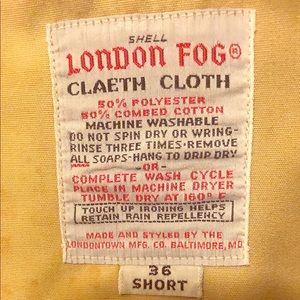 SHELL
LONDON FOG®
CLAETH CLOTH
50% POLYESTER
50% COMBED COTTON
MACHINE WASHABLE
DO NOT SPIN DRY OR WRING-
RINSE THREE TIMES·REMOVE
ALL SOAPS-HANG TO DRIP DRY
-OR-
COMPLETE WASH CYCLE
PLACE IN MACHINE DRYER
TUMBLE DRY AT 160° F
TOUCH UP IRONING HELPS
RETAIN RAIN REPELLENCY
MADE AND STYLED BY THE
LONDONTOWN MFG. CO. BALTIMORE, MD
36
SHORT